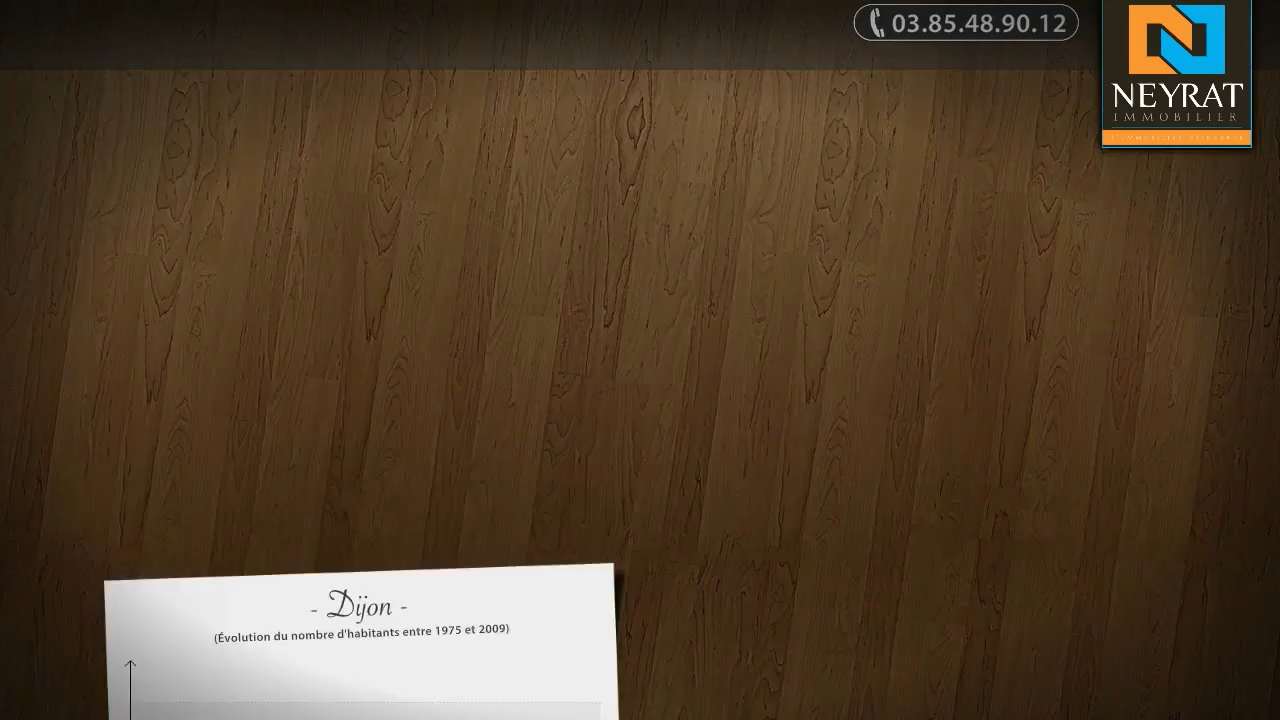 03.85.48.90.12
NEYRAT
IMMOBILIER
- Dijon -
(Évolution du nombre d'habitants entre 1975 et 2009)